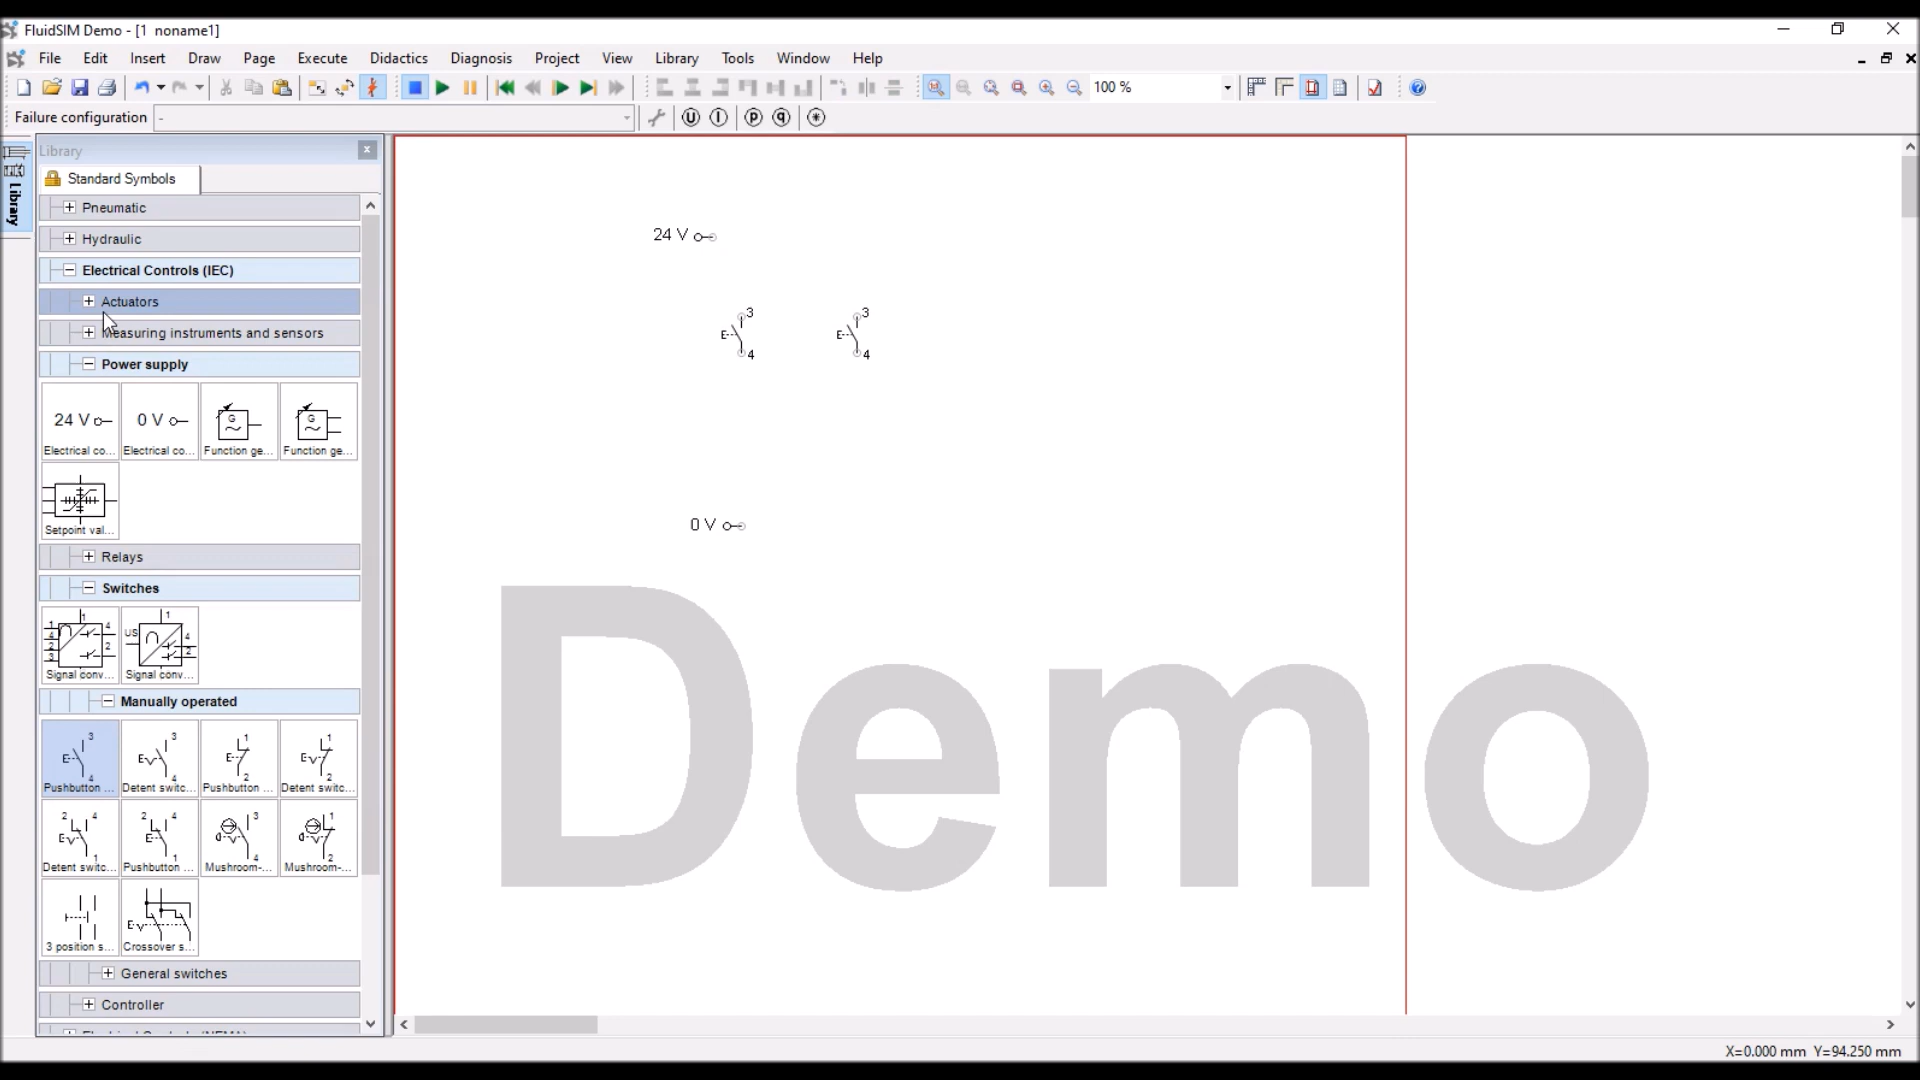 FluidSIM Demo - [1  noname1]
File Edit Insert Draw Page Execute Didactics Diagnosis Project View Library Tools Window Help
100 %
Failure configuration -
U I p q
Library
Library
Standard Symbols
Pneumatic
Hydraulic
Electrical Controls (IEC)
Actuators
Measuring instruments and sensors
Power supply
24 V 0 V G G
Electrical co... Electrical co... Function ge... Function ge...
Setpoint val...
Relays
Switches
Signal conv... Signal conv...
Manually operated
Pushbutton ... Detent switc... Pushbutton ... Detent switc...
Detent switc... Pushbutton ... Mushroom-... Mushroom-...
3 position s... Crossover s...
General switches
Controller
24 V
3 3
E E
4 4
0 V
Demo
X=0.000 mm  Y=94.250 mm